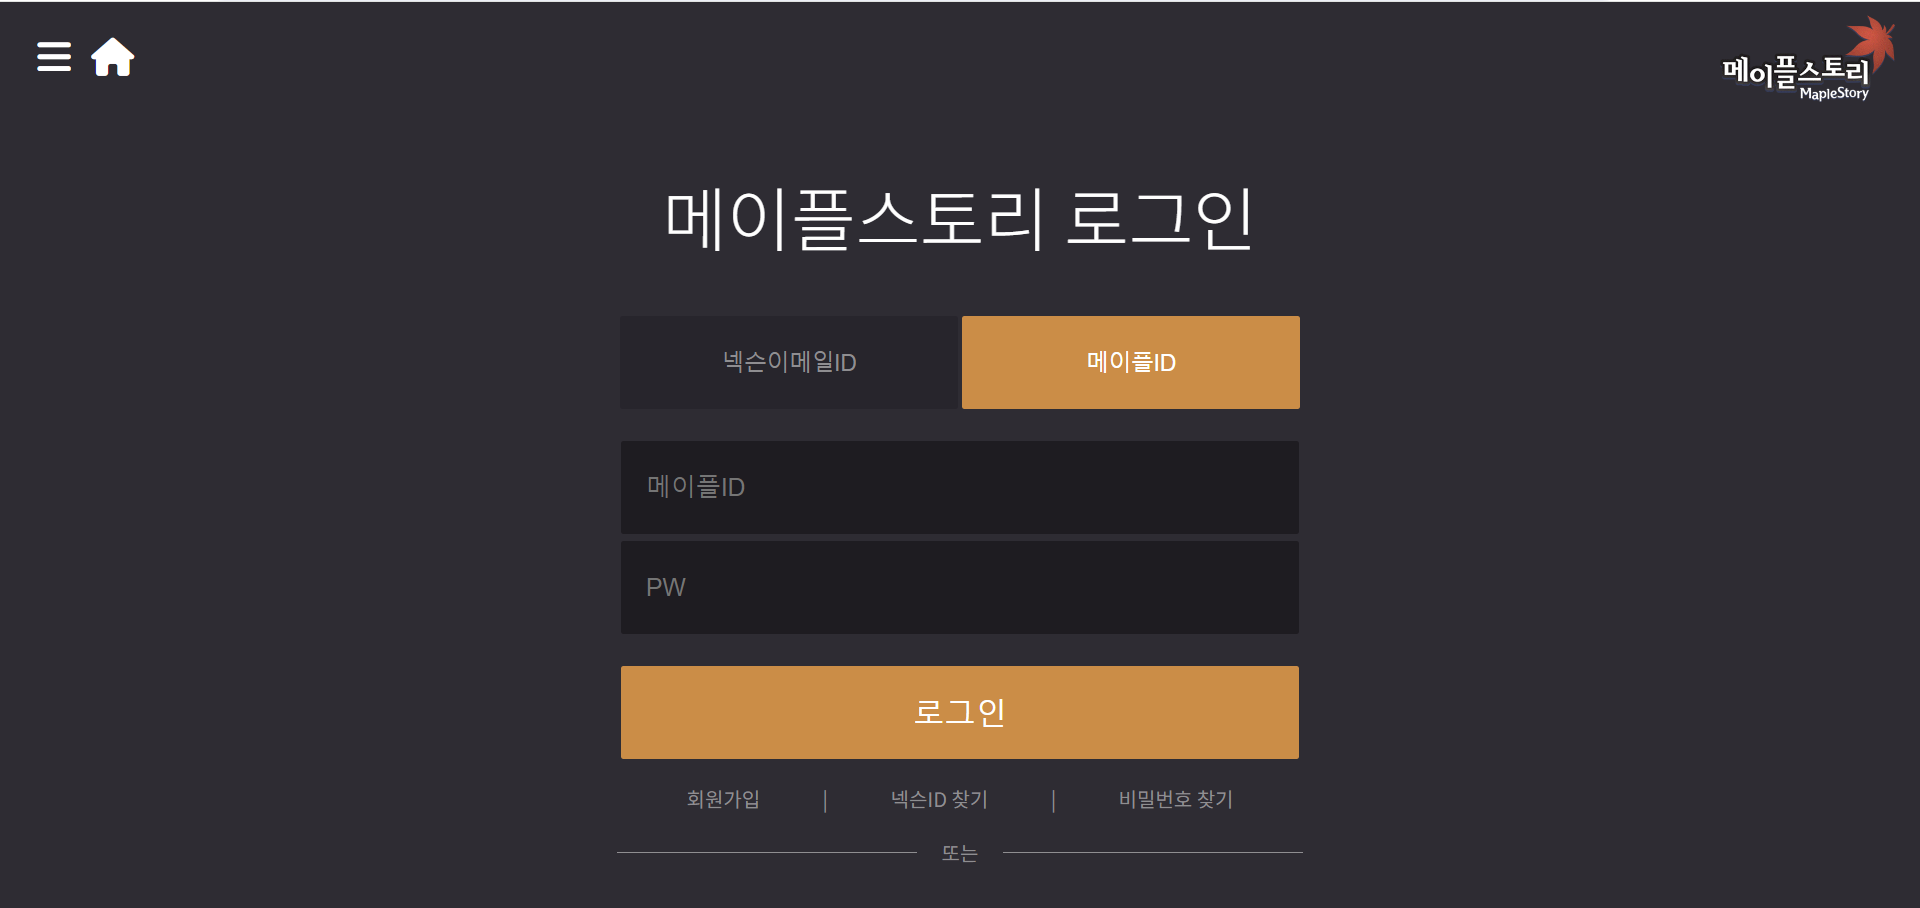 메이플스토리
MapleStory
메이플스토리 로그인
넥슨이메일ID
메이플ID
메이플ID
PW
로그인
회원가입 | 넥슨ID 찾기 | 비밀번호 찾기
또는